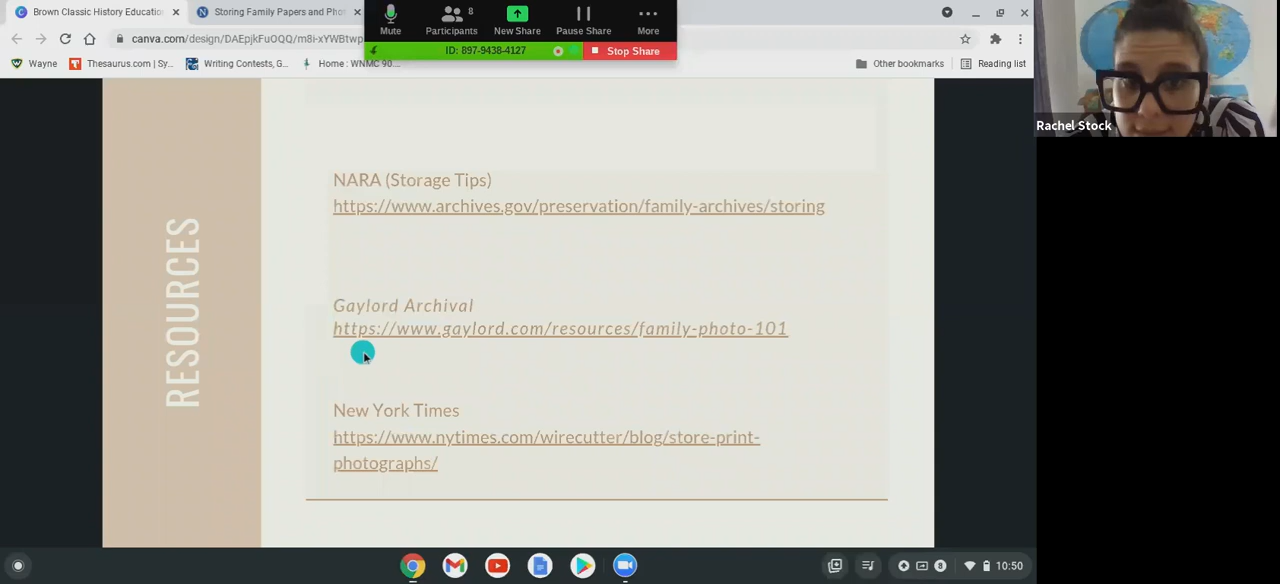 Brown Classic History Educatio
Storing Family Papers and Phot
Mute
Participants
8
New Share
Pause Share
More
ID: 897-9438-4127
Stop Share
canva.com/design/DAEpjkFuOQQ/m8i-xYWBtwp
Wayne
Thesaurus.com | Sy...
Writing Contests, G...
Home : WNMC 90....
Other bookmarks
Reading list
Rachel Stock
RESOURCES
NARA (Storage Tips)
https://www.archives.gov/preservation/family-archives/storing
Gaylord Archival
https://www.gaylord.com/resources/family-photo-101
New York Times
https://www.nytimes.com/wirecutter/blog/store-print-
photographs/
8
10:50